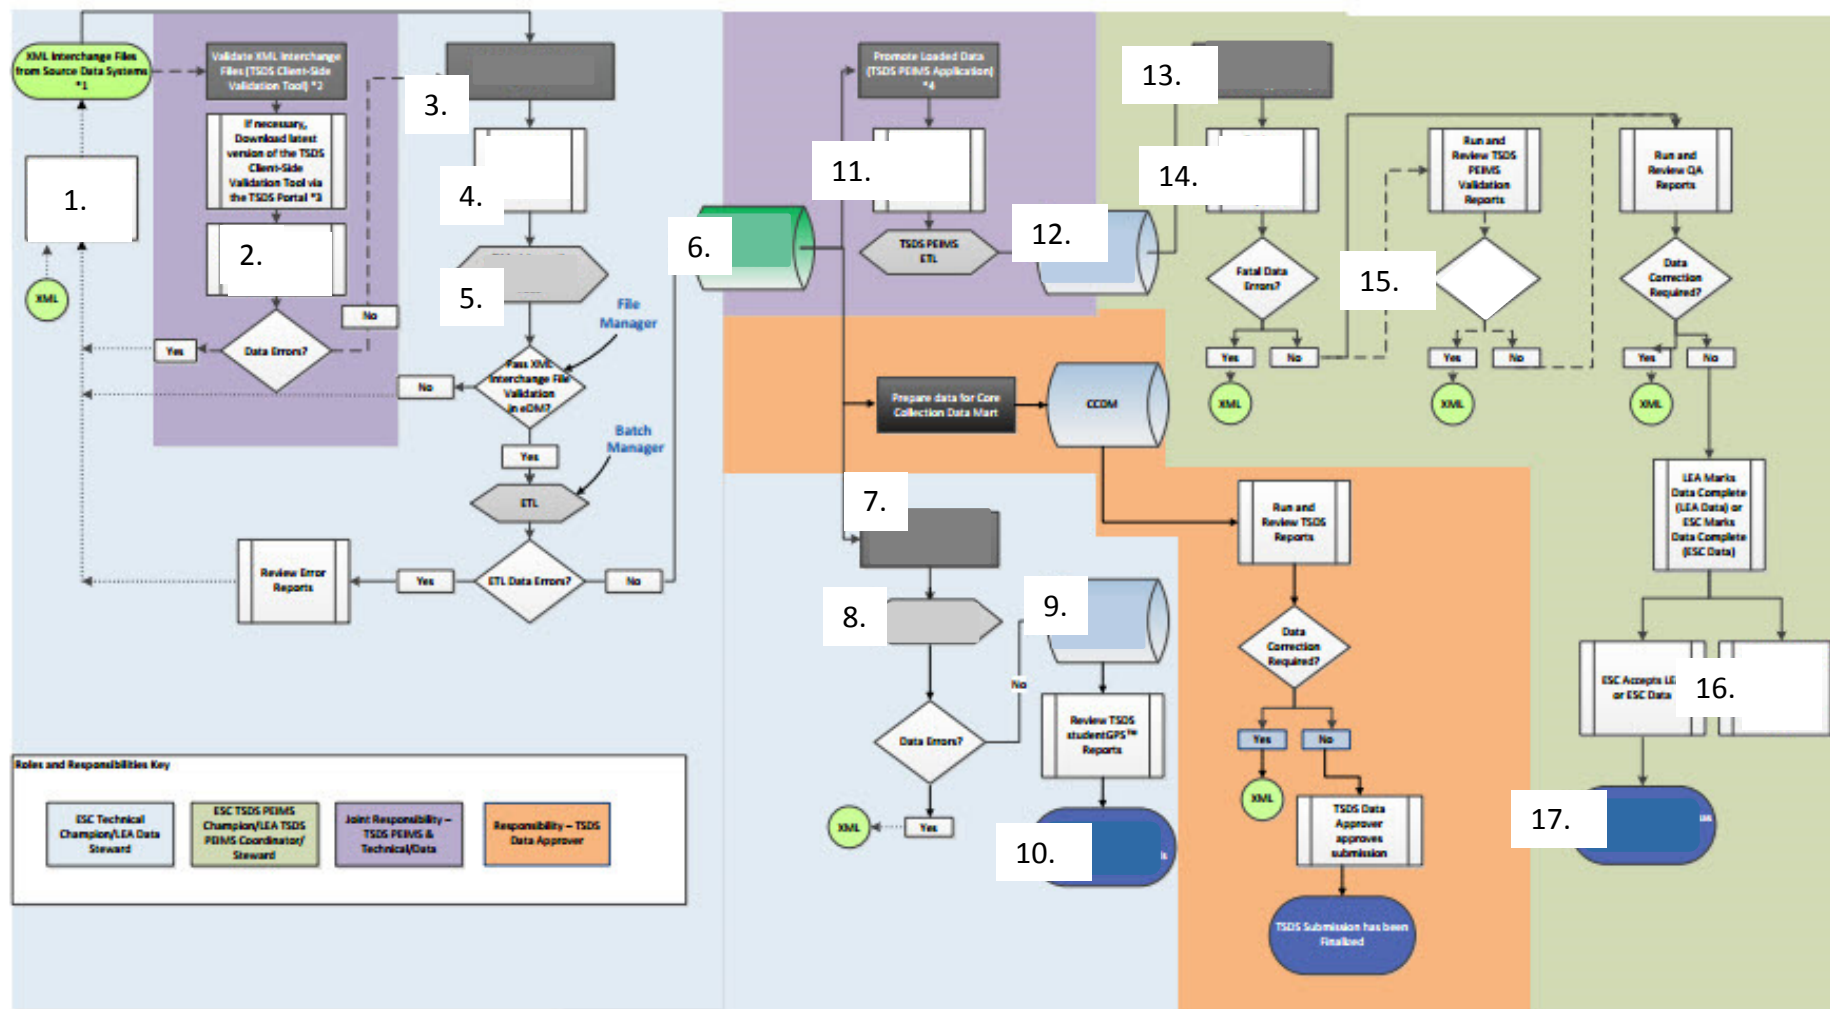 XML Interchange Files
from Source Data Systems
*1
Validate XML Interchange
Files (TSDS Client-Side
Validation Tool) *2
If necessary,
Download latest
version of the TSDS
Client-Side
Validation Tool via
the TSDS Portal *3
1.
2.
XML
Data Errors?
Yes
No
3.
4.
5.
File
Manager
Pass XML
Interchange File
Validation
in eDM?
No
Yes
Batch
Manager
ETL
ETL Data Errors?
Yes
No
Review Error
Reports
6.
Promote Loaded Data
(TSDS PEIMS Application)
*4
11.
TSDS PEIMS
ETL
12.
Prepare data for Core
Collection Data Mart
CCDM
7.
8.
Data Errors?
No
Yes
XML
9.
Review TSDS
studentGPS™
Reports
10.
13.
14.
Fatal Data
Errors?
Yes
No
XML
Run and
Review TSDS
PEIMS
Validation
Reports
15.
Yes
No
XML
Run and
Review QA
Reports
Data
Correction
Required?
Yes
No
XML
LEA Marks
Data Complete
(LEA Data) or
ESC Marks
Data Complete
(ESC Data)
ESC Accepts
or ESC Data
16.
17.
Run and
Review TSDS
Reports
Data
Correction
Required?
Yes
No
XML
TSDS Data
Approver
approves
submission
TSDS Submission has been
Finalized
Roles and Responsibilities Key
ESC Technical
Champion/LEA Data
Steward
ESC TSDS PEIMS
Champion/LEA TSDS
PEIMS Coordinator/
Steward
Joint Responsibility –
TSDS PEIMS &
Technical/Data
Responsibility – TSDS
Data Approver